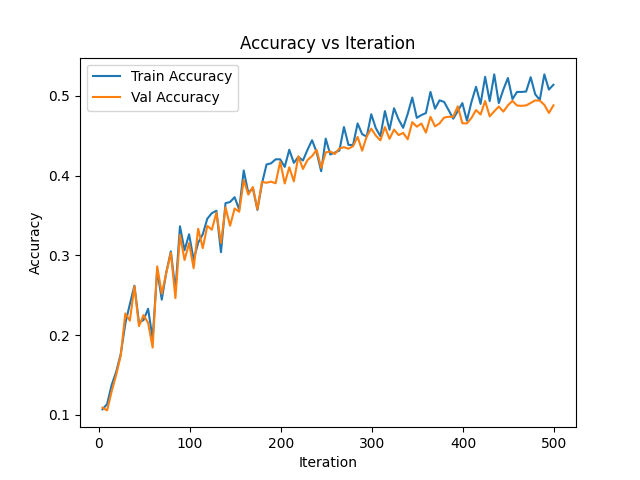 Accuracy vs Iteration
Train Accuracy
Val Accuracy
0.5
0.4
0.3
0.2
0.1
Accuracy
0 100 200 300 400 500
Iteration